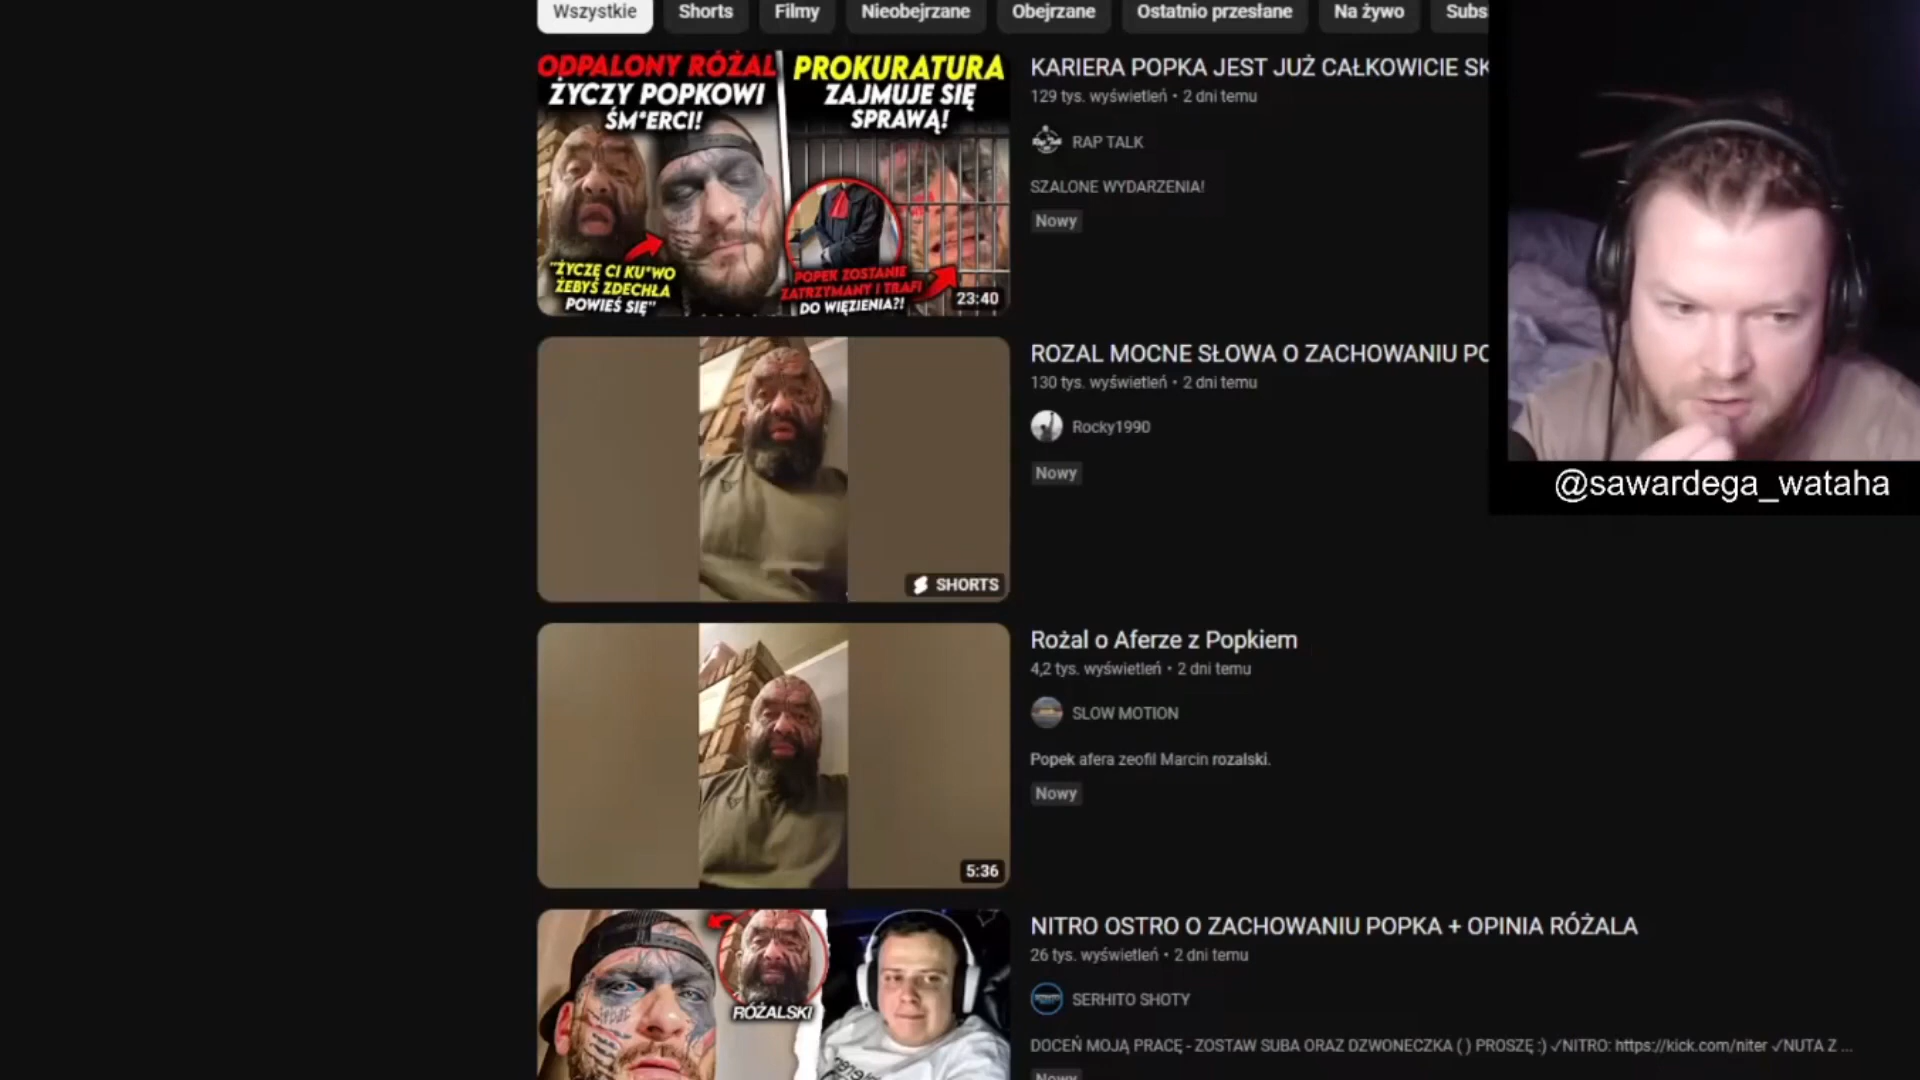 Wszystkie
Shorts
Filmy
Nieobejrzane
Obejrzane
Ostatnio przesłane
Na żywo
Subs
ODPALONY RÓŻAL
ŻYCZY POPKOWI
ŚM*ERCI!
PROKURATURA
ZAJMUJE SIĘ
SPRAWĄ!
"ŻYCZĘ CI KU*WO
ŻEBYŚ ZDECHŁA
POWIEŚ SIĘ"
POPEK ZOSTANIE
ZATRZYMANY I TRAFI
DO WIĘZIENIA?!
23:40
KARIERA POPKA JEST JUŻ CAŁKOWICIE SK
129 tys. wyświetleń • 2 dni temu
RAP TALK
SZALONE WYDARZENIA!
Nowy
@sawardega_wataha
SHORTS
ROZAL MOCNE SŁOWA O ZACHOWANIU PO
130 tys. wyświetleń • 2 dni temu
Rocky1990
Nowy
5:36
Rożal o Aferze z Popkiem
4,2 tys. wyświetleń • 2 dni temu
SLOW MOTION
Popek afera zeofil Marcin rozalski.
Nowy
RÓŻALSKI
NITRO OSTRO O ZACHOWANIU POPKA + OPINIA RÓŻALA
26 tys. wyświetleń • 2 dni temu
SERHITO SHOTY
DOCEŃ MOJĄ PRACĘ - ZOSTAW SUBA ORAZ DZWONECZKA ( ) PROSZĘ :) ✓NITRO: https://kick.com/niter ✓NUTA Z ...
Nowy